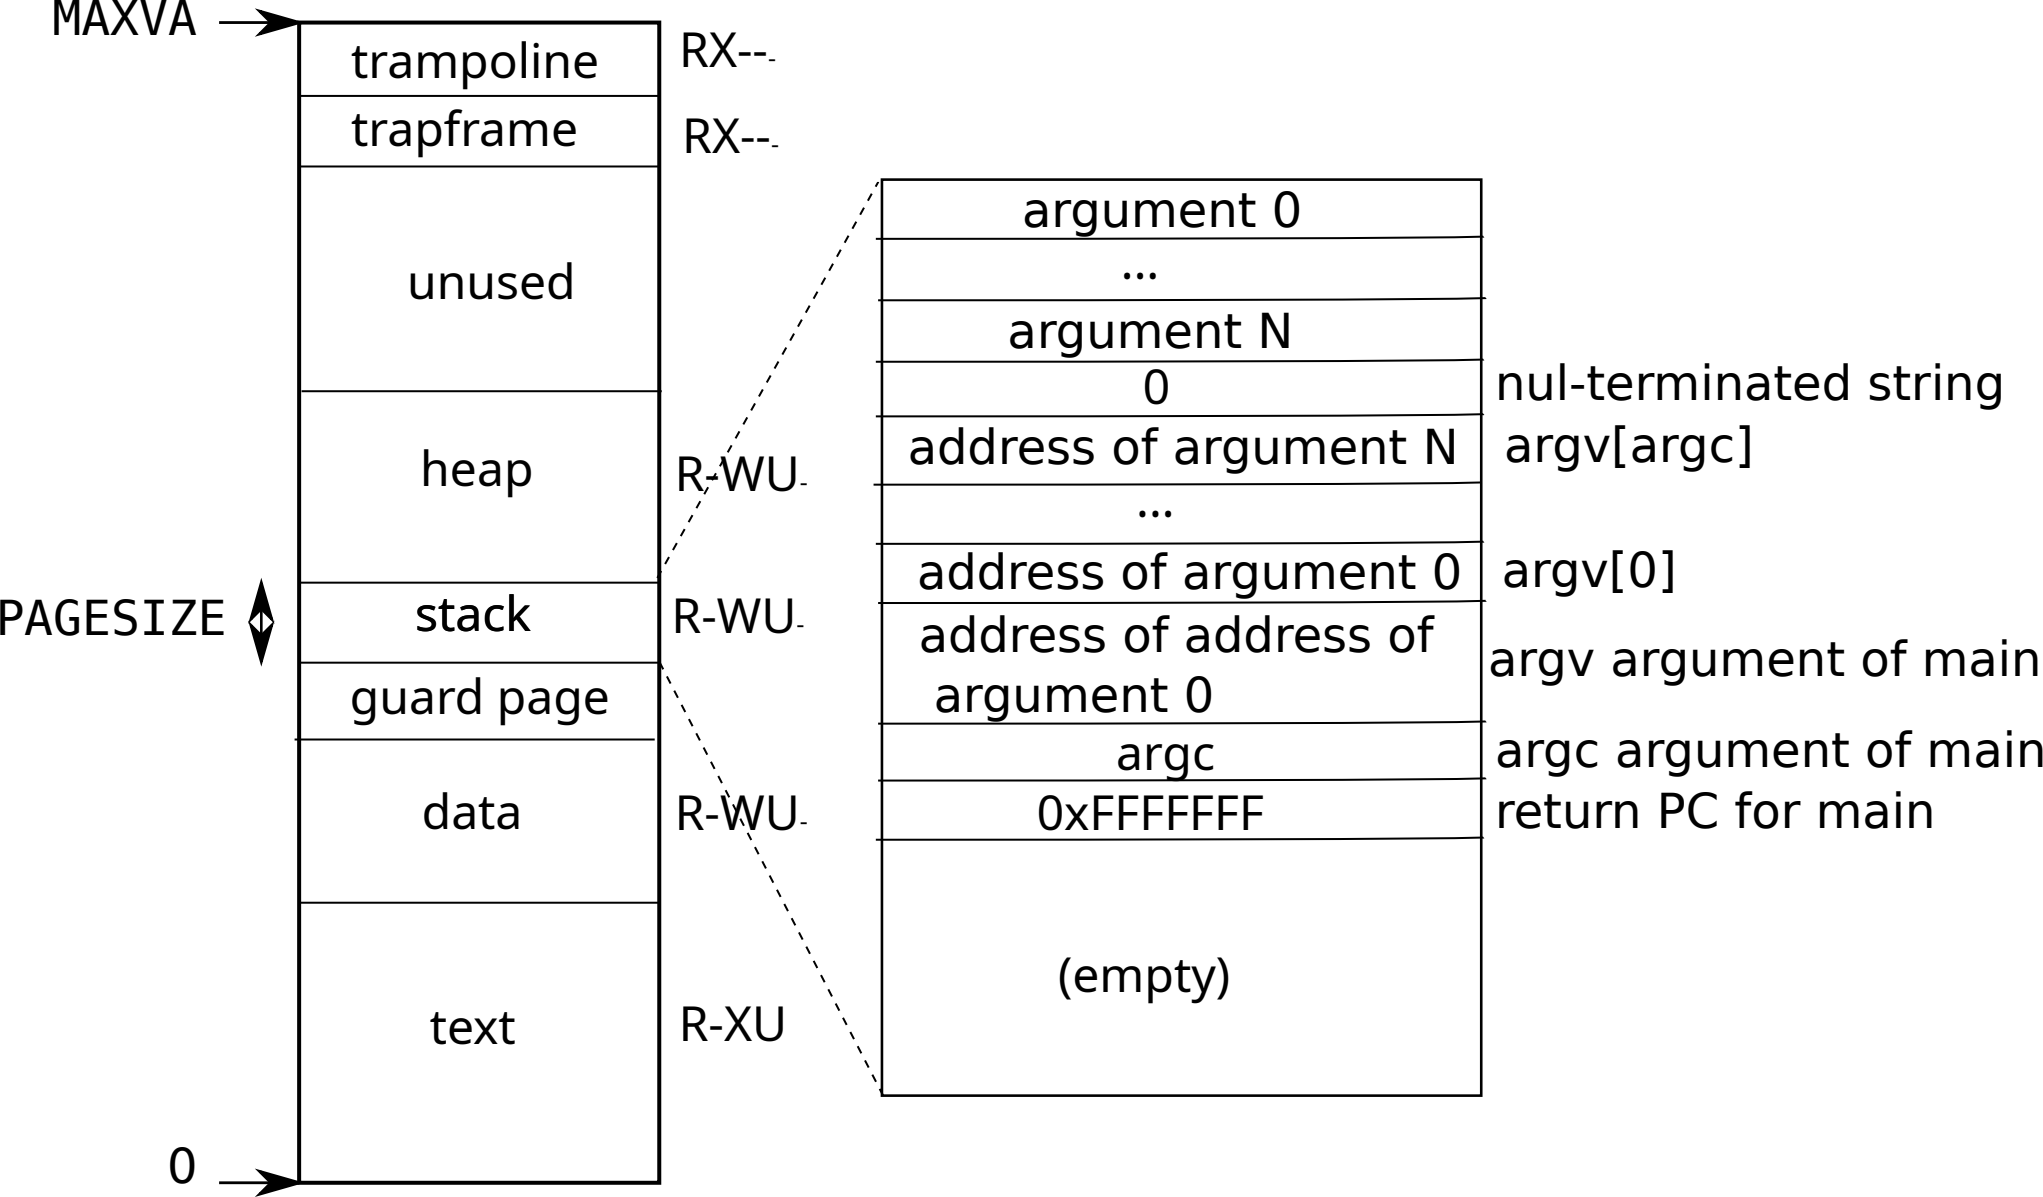 MAXVA
trampoline
RX---
trapframe
RX---
unused
heap
R-WU-
PAGESIZE
stack
R-WU-
guard page
data
R-WU-
text
R-XU
0
argument 0
...
argument N
0
nul-terminated string
address of argument N
argv[argc]
...
address of argument 0
argv[0]
address of address of
argument 0
argv argument of main
argc
argc argument of main
0xFFFFFFF
return PC for main
(empty)